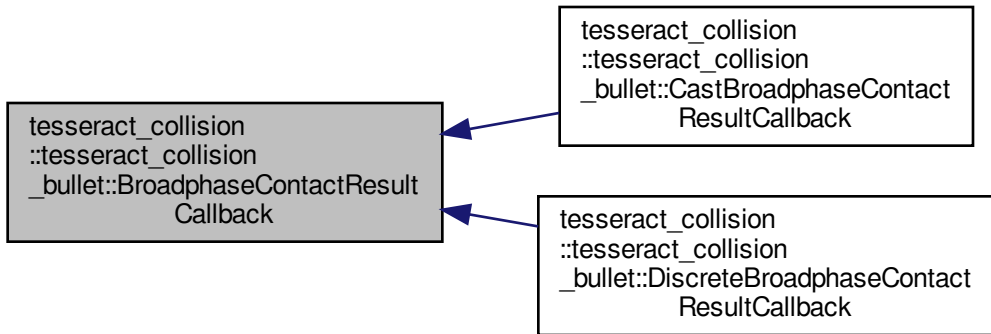 tesseract_collision
::tesseract_collision
_bullet::BroadphaseContactResult
Callback
tesseract_collision
::tesseract_collision
_bullet::CastBroadphaseContact
ResultCallback
tesseract_collision
::tesseract_collision
_bullet::DiscreteBroadphaseContact
ResultCallback